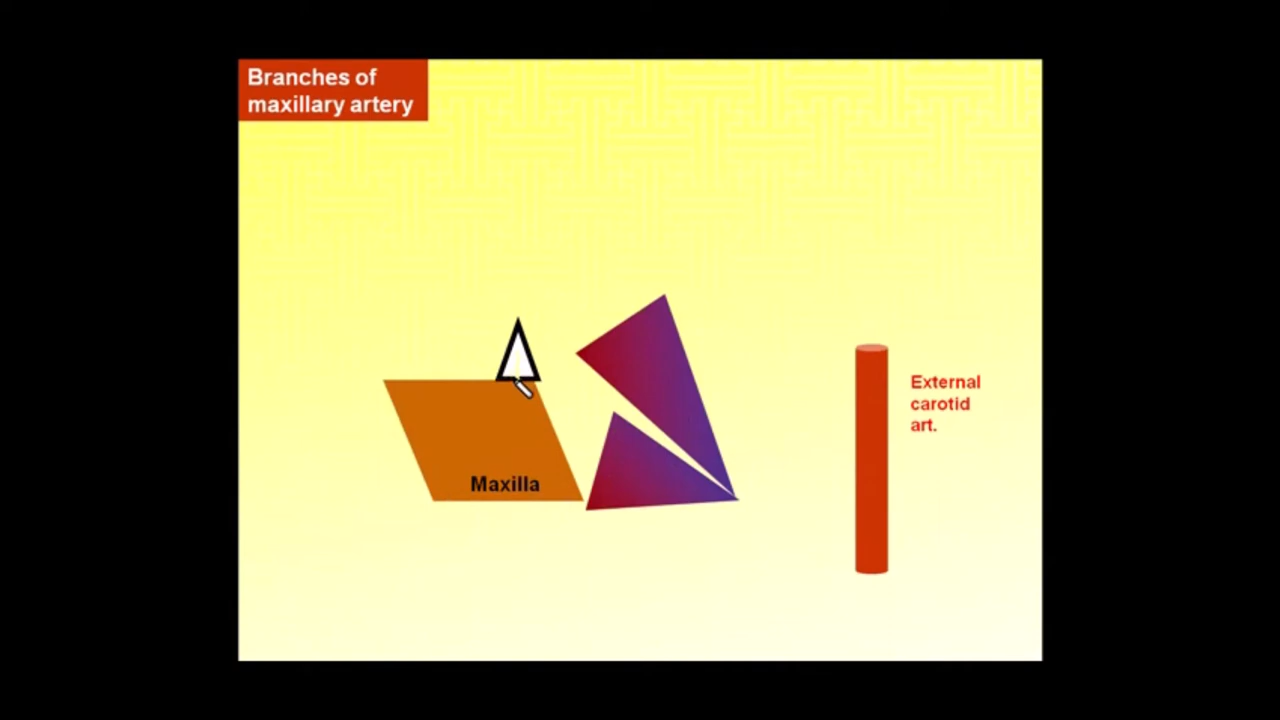 Branches of
maxillary artery
External
carotid
art.
Maxilla